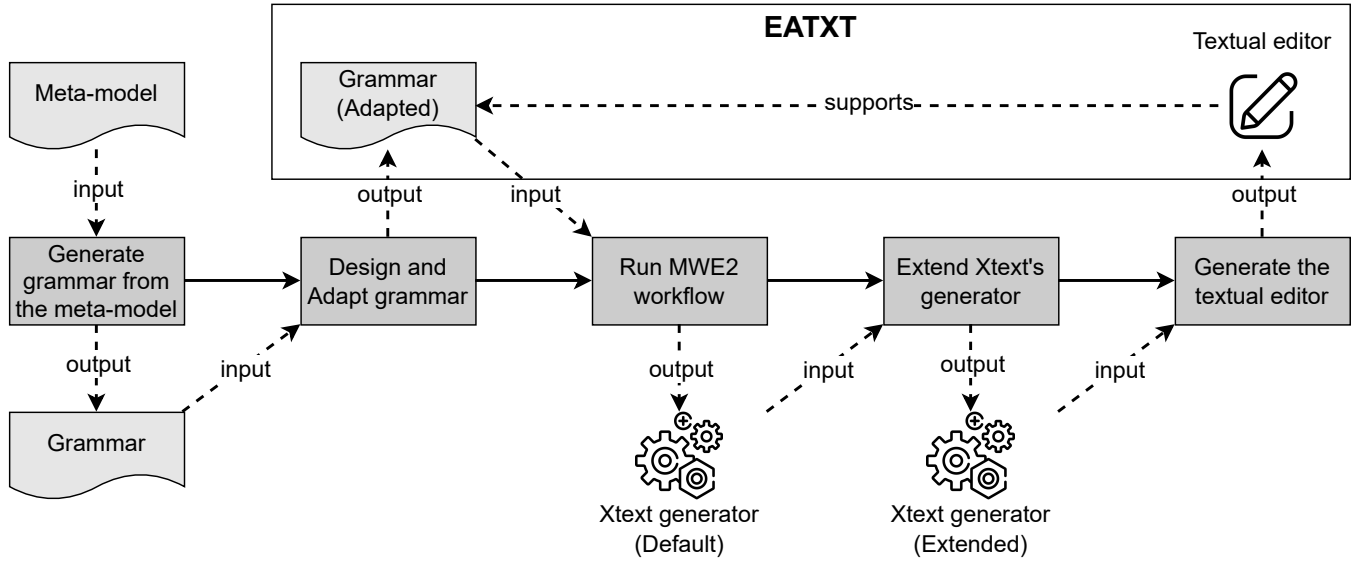 EATXT
Textual editor
Meta-model
Grammar
(Adapted)
supports
input
output
input
output
Generate
grammar from
the meta-model
Design and
Adapt grammar
Run MWE2
workflow
Extend Xtext's
generator
Generate the
textual editor
output
input
output
input
output
input
Grammar
Xtext generator
(Default)
Xtext generator
(Extended)